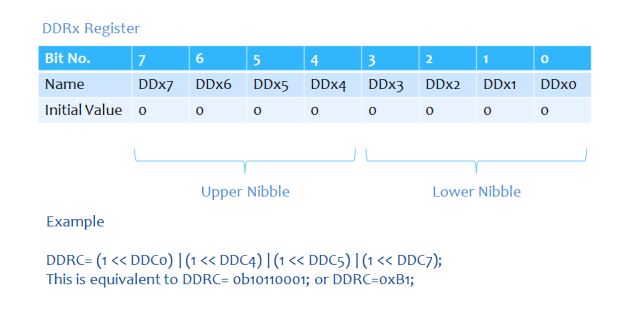 DDRx Register
Bit No. 7 6 5 4 3 2 1 0
Name DDx7 DDx6 DDx5 DDx4 DDx3 DDx2 DDx1 DDx0
Initial Value 0 0 0 0 0 0 0 0
Upper Nibble Lower Nibble
Example
DDRC= (1 << DDC0) | (1 << DDC4) | (1 << DDC5) | (1 << DDC7);
This is equivalent to DDRC= 0b10110001; or DDRC=0xB1;